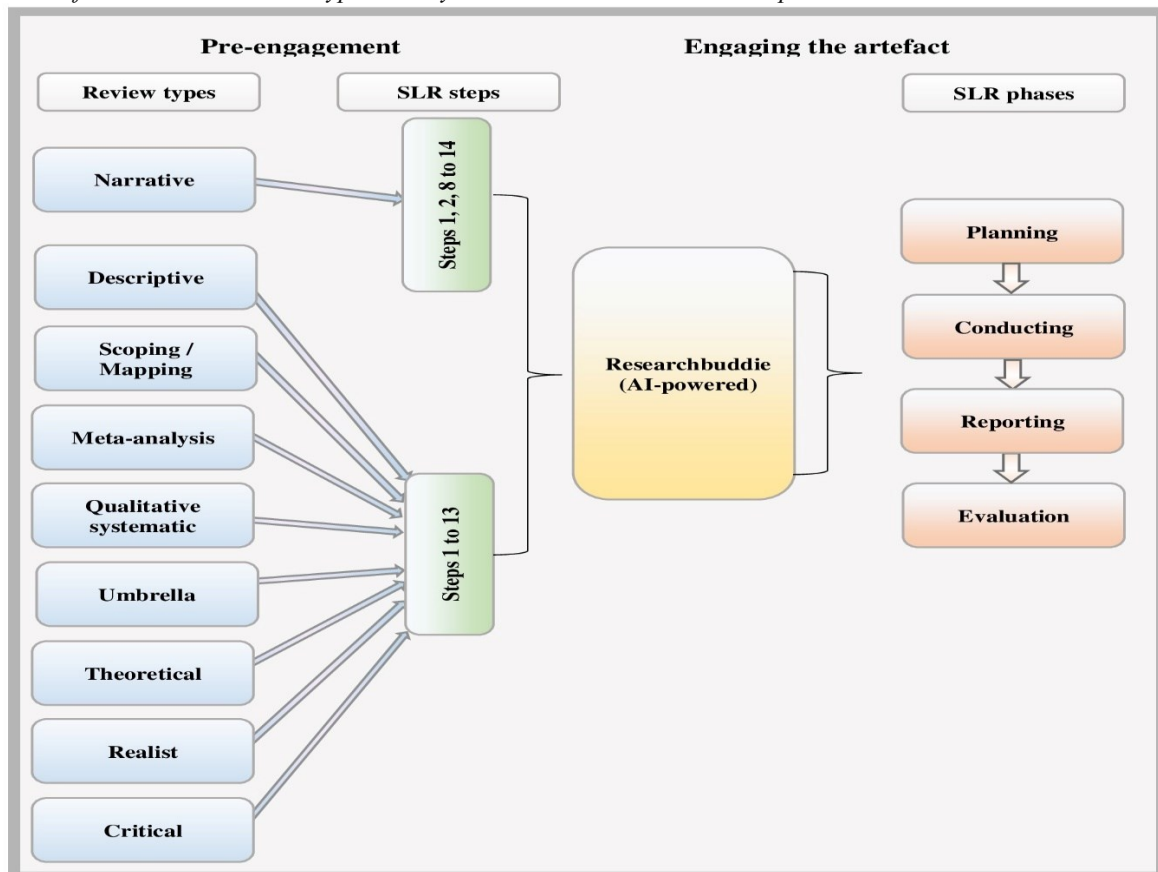 Pre-engagement
Engaging the artefact
Review types
SLR steps
SLR phases
Narrative
Descriptive
Scoping /
Mapping
Meta-analysis
Qualitative
systematic
Umbrella
Theoretical
Realist
Critical
Steps 1, 2, 8 to 14
Steps 1 to 13
Researchbuddie
(AI-powered)
Planning
Conducting
Reporting
Evaluation